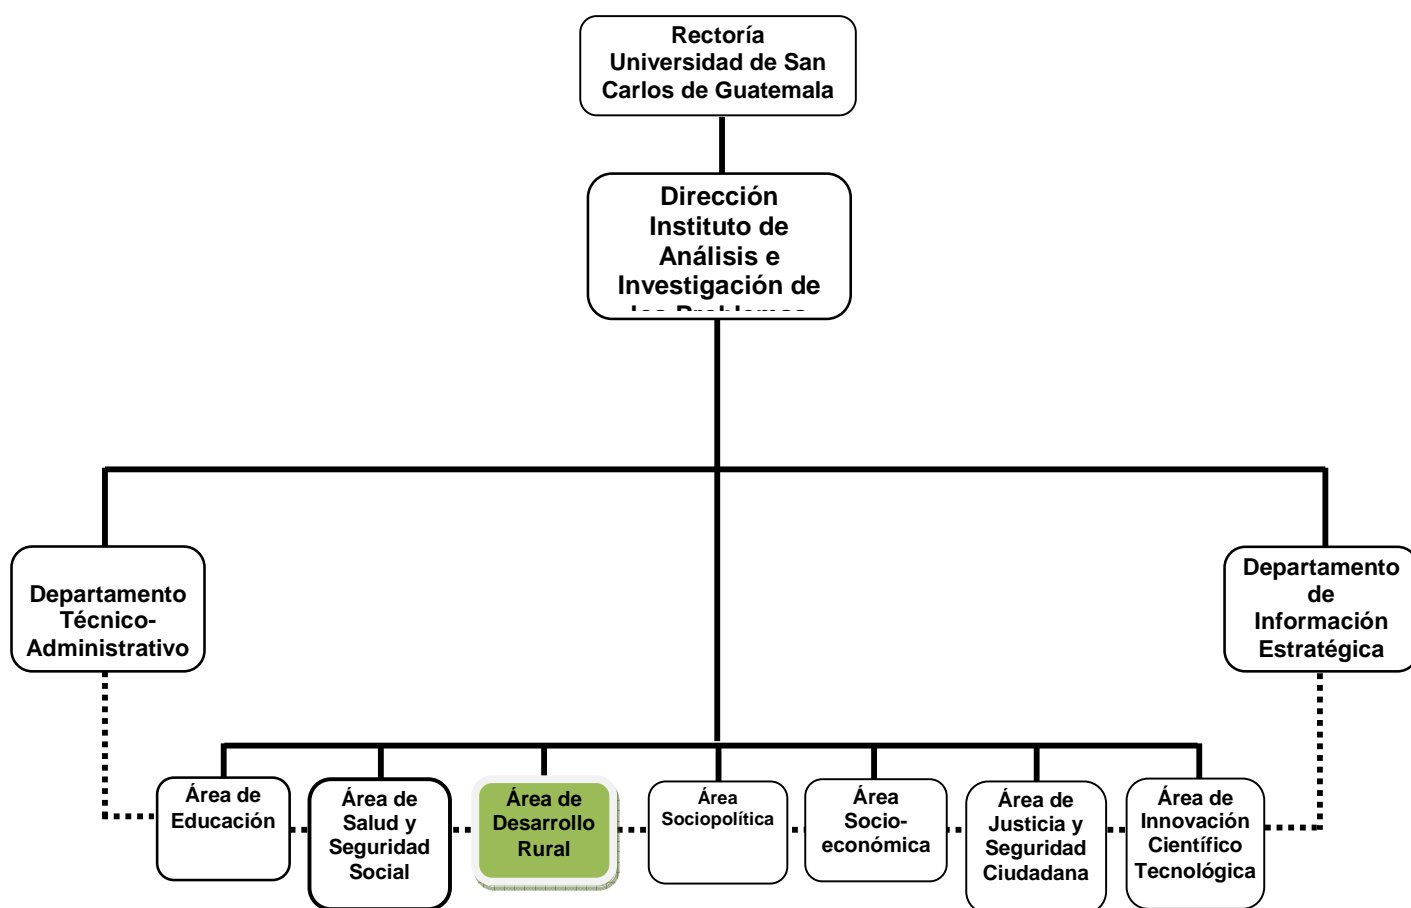 Rectoría
Universidad de San
Carlos de Guatemala
Dirección
Instituto de
Análisis e
Investigación de
los Problemas
Departamento
Técnico-
Administrativo
Departamento
de
Información
Estratégica
Área de
Educación
Área de
Salud y
Seguridad
Social
Área de
Desarrollo
Rural
Área
Sociopolítica
Área
Socio-
económica
Área de
Justicia y
Seguridad
Ciudadana
Área de
Innovación
Científico
Tecnológica